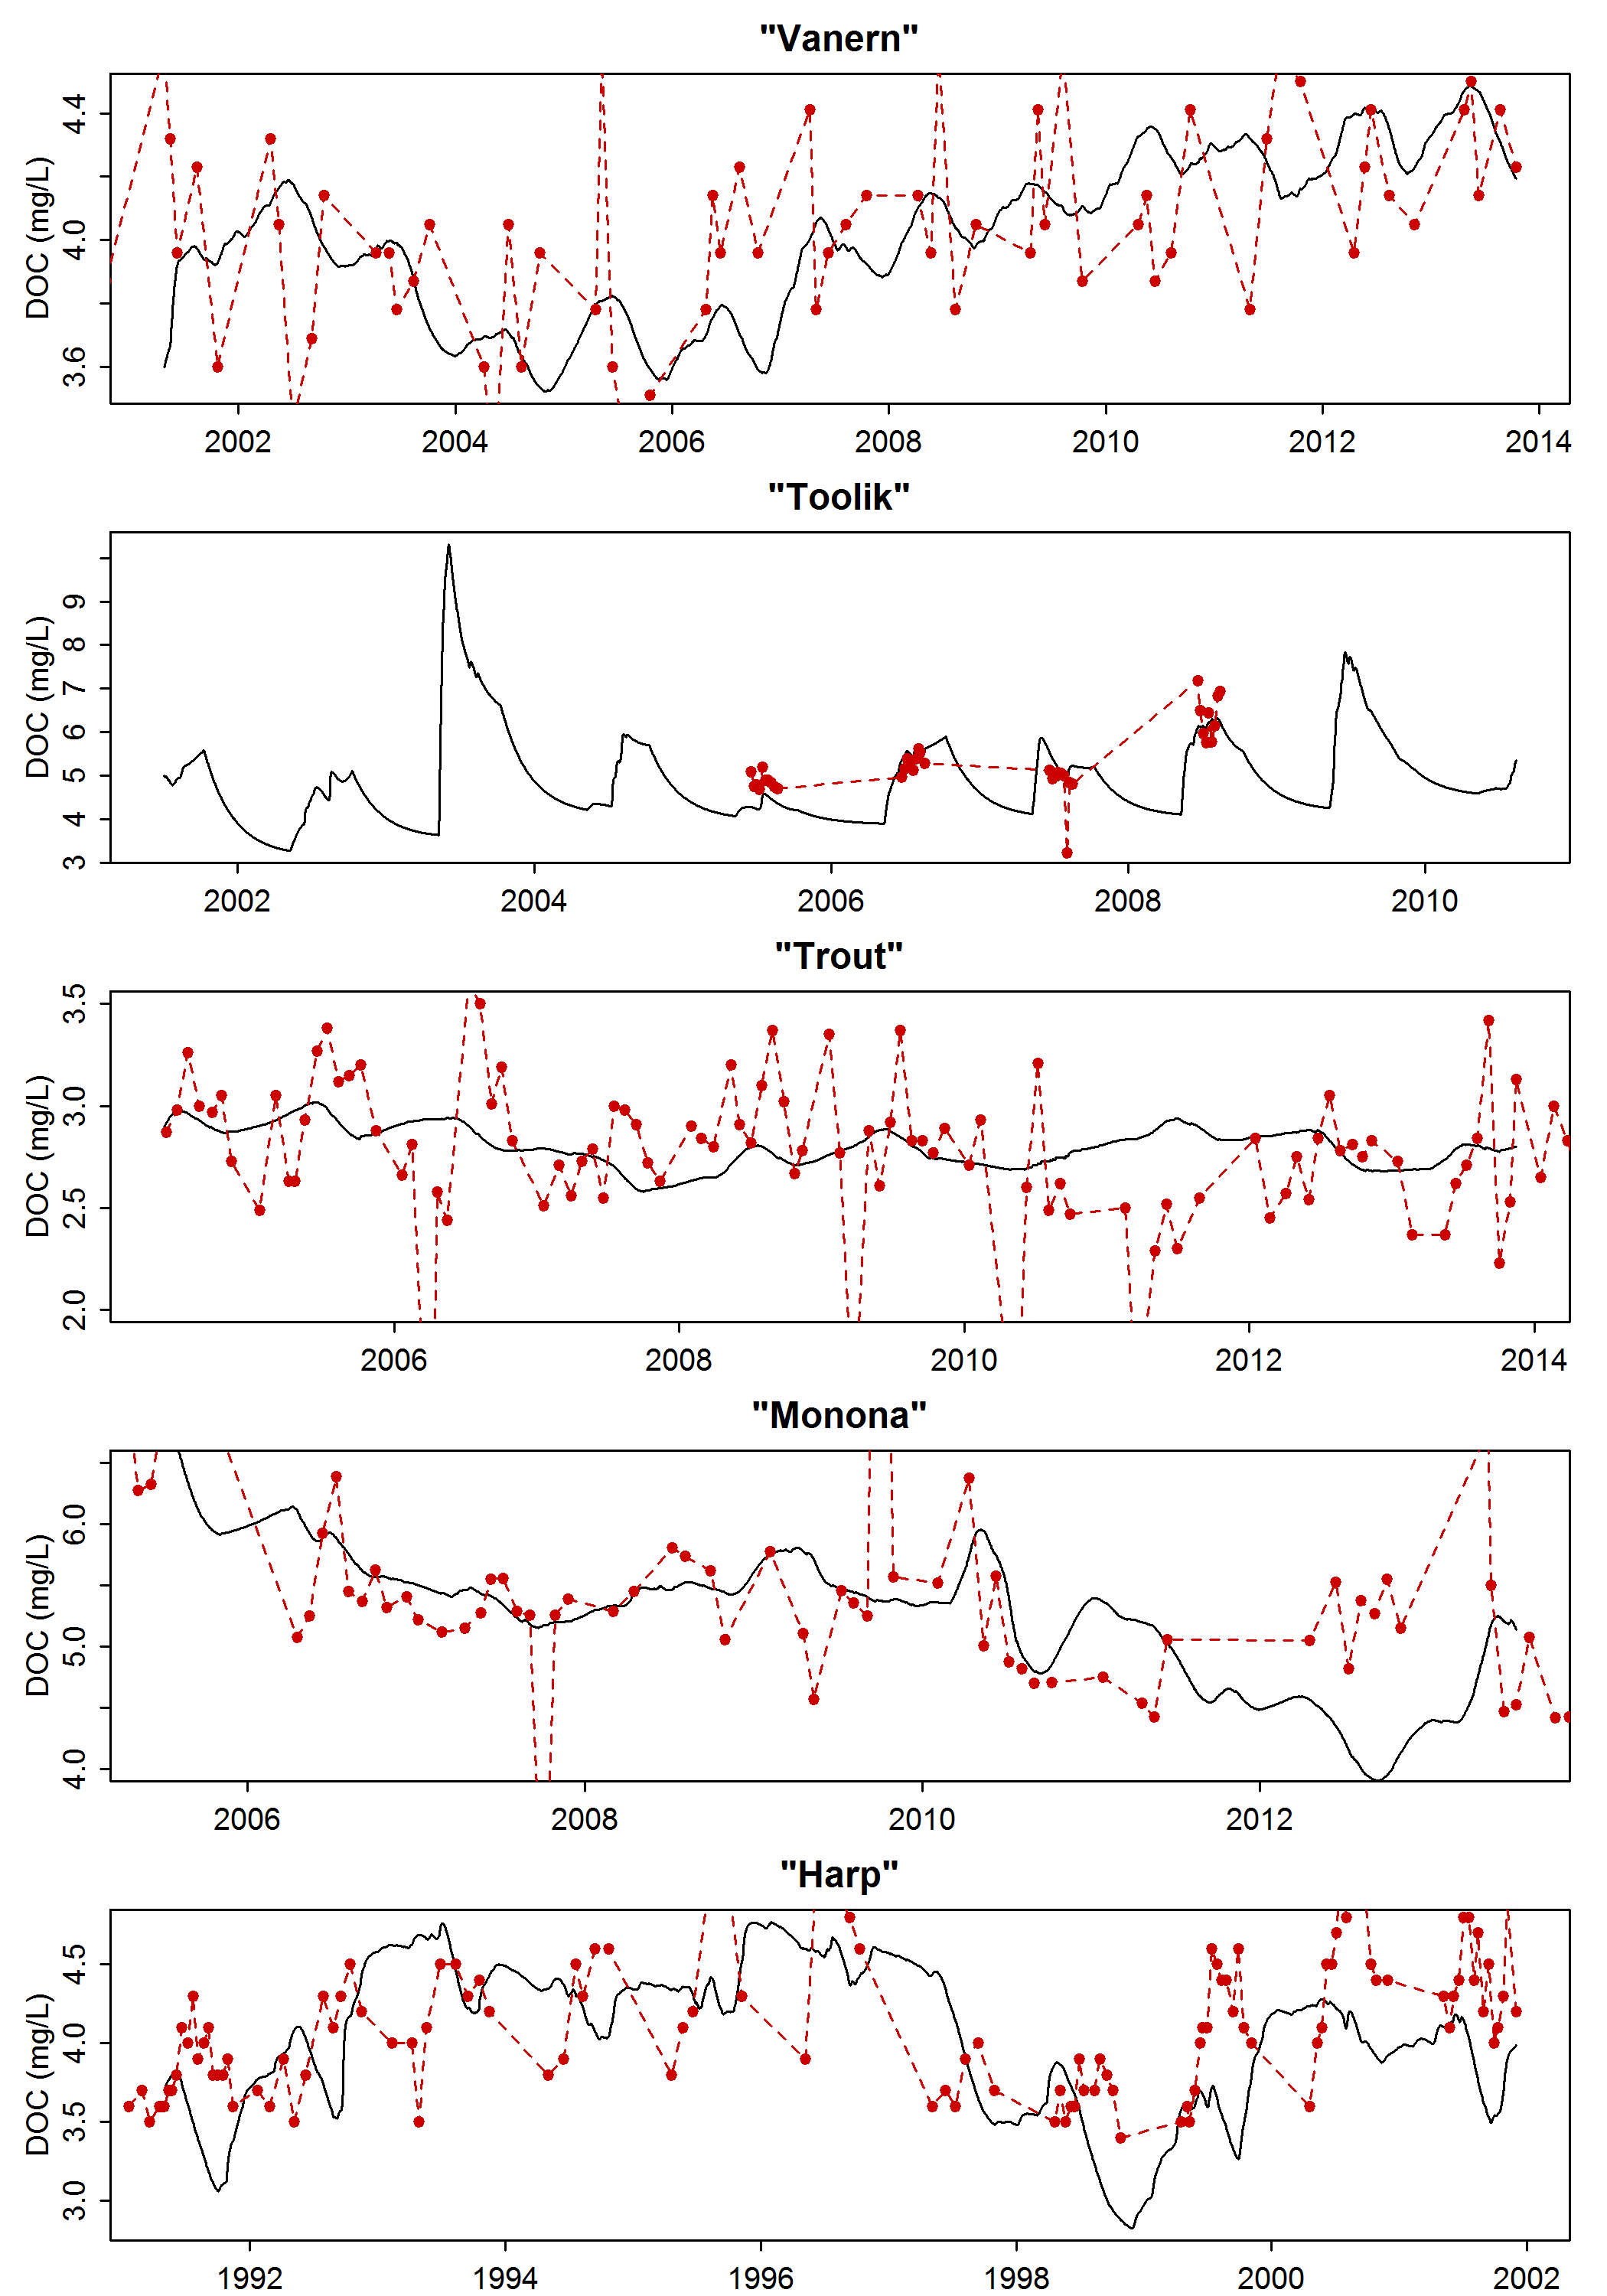 "Vanern"
DOC (mg/L)
4.4
4.0
3.6
2002 2004 2006 2008 2010 2012 2014
"Toolik"
DOC (mg/L)
9
8
7
6
5
4
3
2002 2004 2006 2008 2010
"Trout"
DOC (mg/L)
3.5
3.0
2.5
2.0
2006 2008 2010 2012 2014
"Monona"
DOC (mg/L)
6.0
5.0
4.0
2006 2008 2010 2012
"Harp"
DOC (mg/L)
4.5
4.0
3.5
3.0
1992 1994 1996 1998 2000 2002